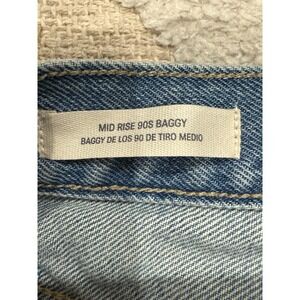 MID RISE 90S BAGGY
BAGGY DE LOS 90 DE TIRO MEDIO